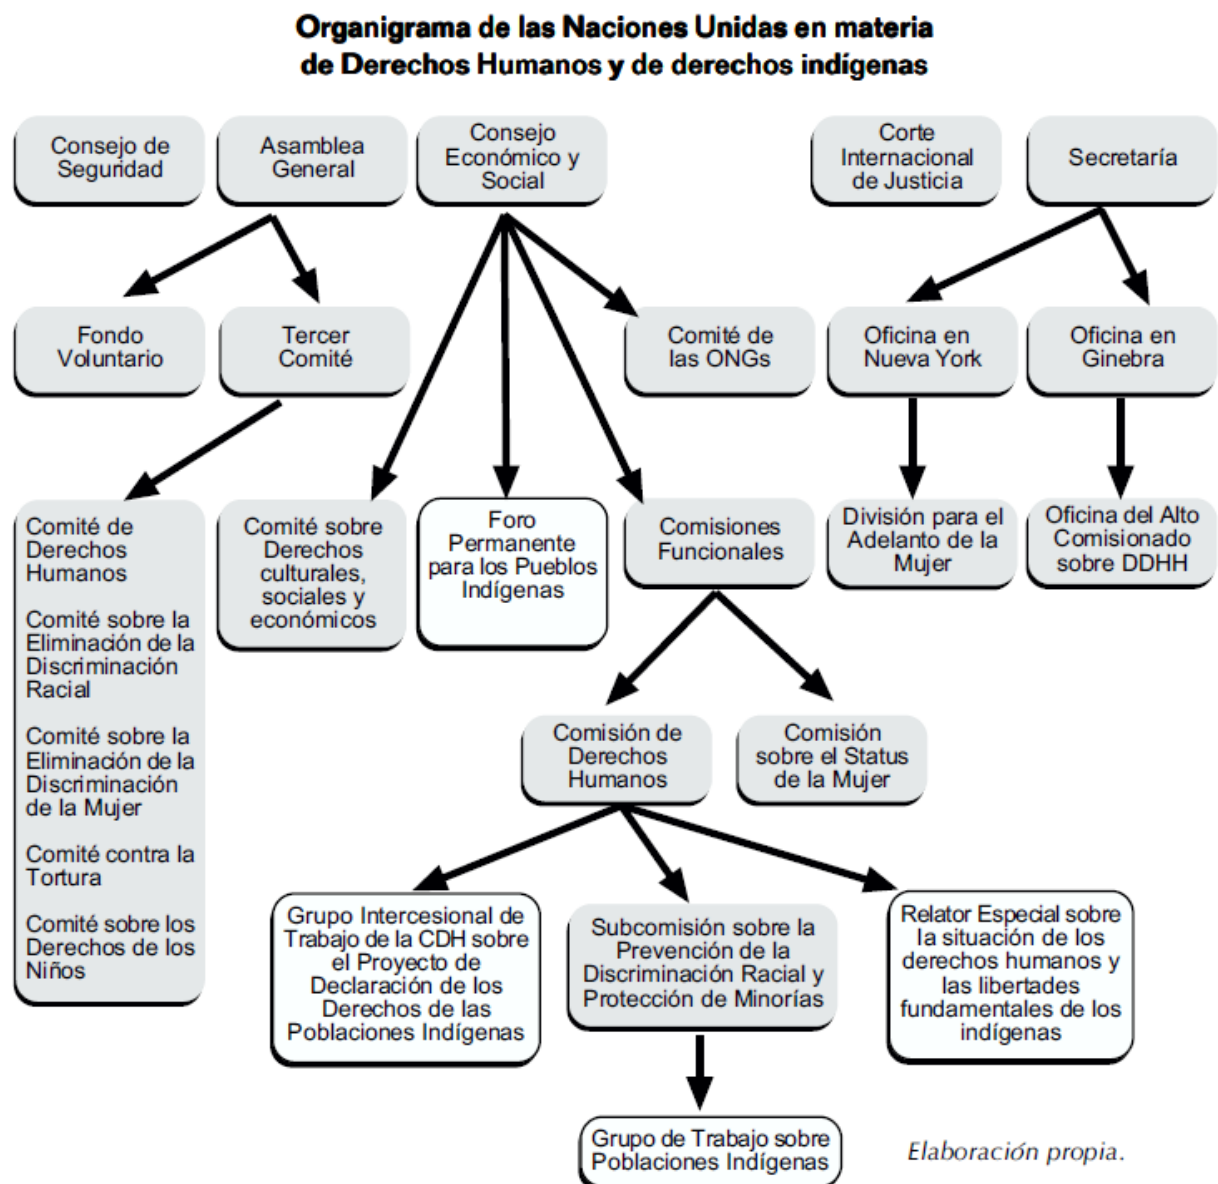 Organigrama de las Naciones Unidas en materia
de Derechos Humanos y de derechos indígenas
Consejo de
Seguridad
Asamblea
General
Consejo
Económico y
Social
Corte
Internacional
de Justicia
Secretaría
Fondo
Voluntario
Tercer
Comité
Comité de
las ONGs
Oficina en
Nueva York
Oficina en
Ginebra
Comité de
Derechos
Humanos
Comité sobre la
Eliminación de la
Discriminación
Racial
Comité sobre la
Eliminación de la
Discriminación
de la Mujer
Comité contra la
Tortura
Comité sobre los
Derechos de los
Niños
Comité sobre
Derechos
culturales,
sociales y
económicos
Foro
Permanente
para los Pueblos
Indígenas
Comisiones
Funcionales
División para el
Adelanto de la
Mujer
Oficina del Alto
Comisionado
sobre DDHH
Comisión de
Derechos
Humanos
Comisión
sobre el Status
de la Mujer
Grupo Intercesional de
Trabajo de la CDH sobre
el Proyecto de
Declaración de los
Derechos de las
Poblaciones Indígenas
Subcomisión sobre la
Prevención de la
Discriminación Racial y
Protección de Minorías
Relator Especial sobre
la situación de los
derechos humanos y
las libertades
fundamentales de los
indígenas
Grupo de Trabajo sobre
Poblaciones Indígenas
Elaboración propia.